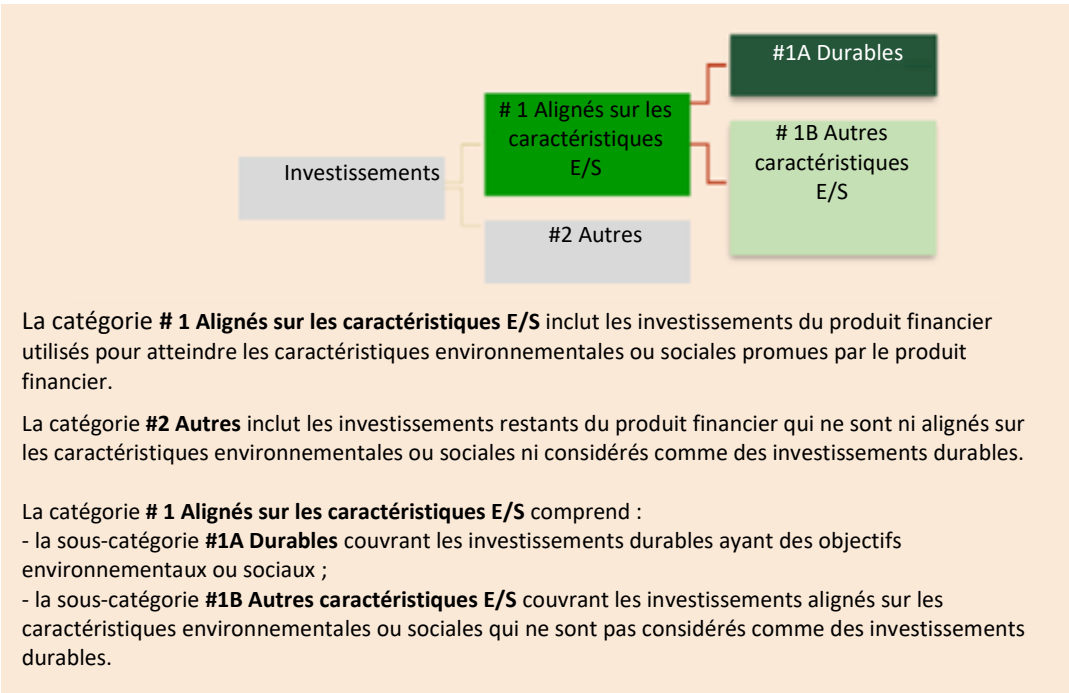 #1A Durables
# 1 Alignés sur les
caractéristiques
E/S
# 1B Autres
caractéristiques
E/S
Investissements
#2 Autres
La catégorie # 1 Alignés sur les caractéristiques E/S inclut les investissements du produit financier
utilisés pour atteindre les caractéristiques environnementales ou sociales promues par le produit
financier.
La catégorie #2 Autres inclut les investissements restants du produit financier qui ne sont ni alignés sur
les caractéristiques environnementales ou sociales ni considérés comme des investissements durables.
La catégorie # 1 Alignés sur les caractéristiques E/S comprend :
- la sous-catégorie #1A Durables couvrant les investissements durables ayant des objectifs
environnementaux ou sociaux ;
- la sous-catégorie #1B Autres caractéristiques E/S couvrant les investissements alignés sur les
caractéristiques environnementales ou sociales qui ne sont pas considérés comme des investissements
durables.